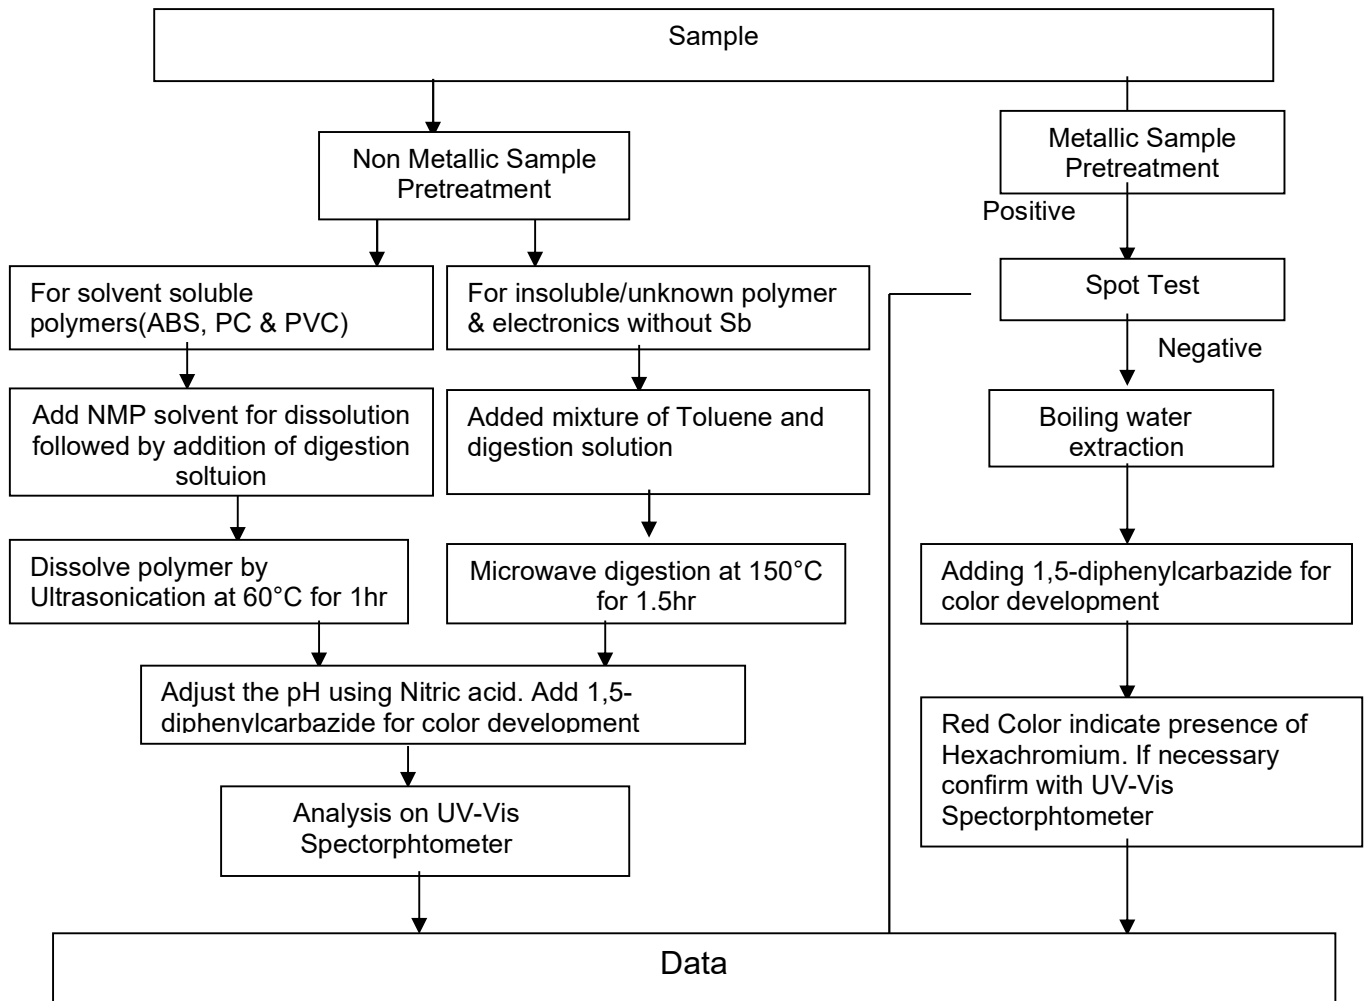 Sample
Non Metallic Sample
Pretreatment
Metallic Sample
Pretreatment
Positive
For solvent soluble
polymers(ABS, PC & PVC)
For insoluble/unknown polymer
& electronics without Sb
Spot Test
Negative
Add NMP solvent for dissolution
followed by addition of digestion
soltuion
Added mixture of Toluene and
digestion solution
Boiling water
extraction
Dissolve polymer by
Ultrasonication at 60°C for 1hr
Microwave digestion at 150°C
for 1.5hr
Adding 1,5-diphenylcarbazide for
color development
Adjust the pH using Nitric acid. Add 1,5-
diphenylcarbazide for color development
Red Color indicate presence of
Hexachromium. If necessary
confirm with UV-Vis
Spectorphtometer
Analysis on UV-Vis
Spectorphtometer
Data